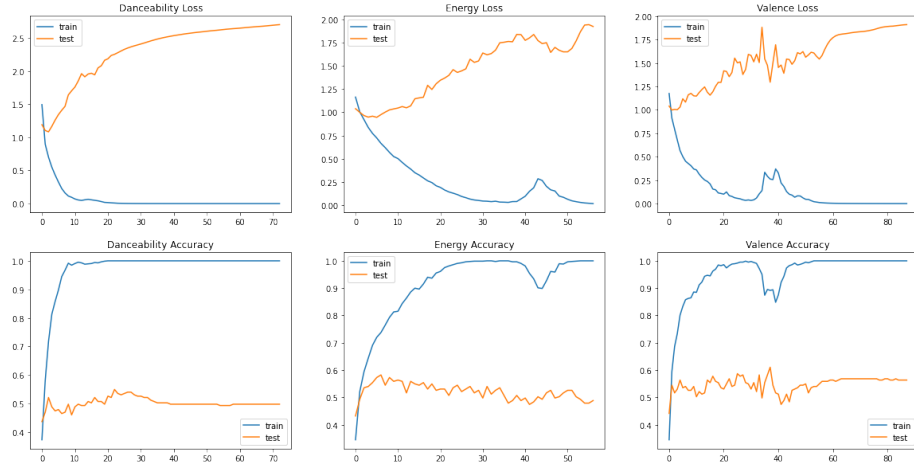 Danceability Loss
train
test
2.5
2.0
1.5
1.0
0.5
0.0
0 10 20 30 40 50 60 70
Energy Loss
train
test
2.00
1.75
1.50
1.25
1.00
0.75
0.50
0.25
0.00
0 10 20 30 40 50
Valence Loss
train
test
2.00
1.75
1.50
1.25
1.00
0.75
0.50
0.25
0.00
0 20 40 60 80
Danceability Accuracy
1.0
0.9
0.8
0.7
0.6
0.5
0.4
train
test
0 10 20 30 40 50 60 70
Energy Accuracy
train
test
1.0
0.9
0.8
0.7
0.6
0.5
0.4
0 10 20 30 40 50
Valence Accuracy
1.0
0.9
0.8
0.7
0.6
0.5
0.4
train
test
0 20 40 60 80